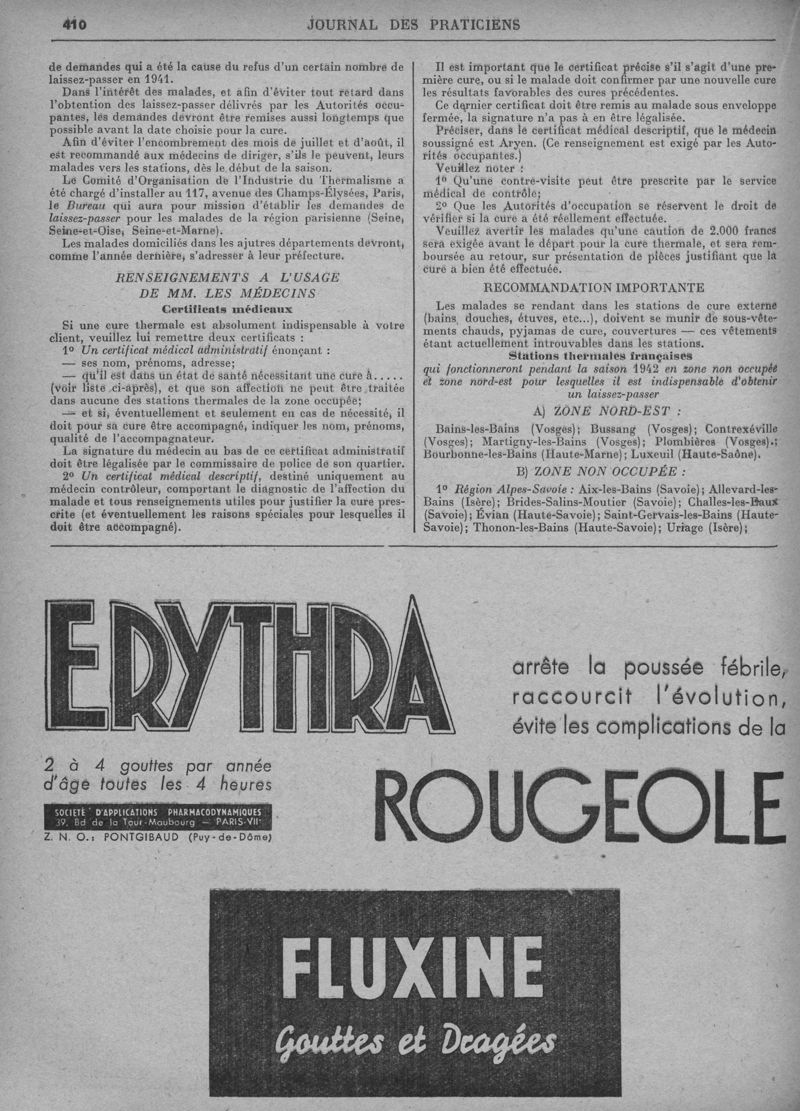 410
JOURNAL DES PRATICIENS
de demandes qui a été la cause du refus d'un certain nombre de
laissez-passer en 1941.
Dans l'intérêt des malades, et afin d'éviter tout retard dans
l'obtention des laissez-passer délivrés par les Autorités occu-
pantes, les demandes devront être remises aussi longtemps que
possible avant la date choisie pour la cure.
Afin d'éviter l'encombrement des mois de juillet et d'août, il
est recommandé aux médecins de diriger, s'ils le peuvent, leurs
malades vers les stations, dès le début de la saison.
Le Comité d'Organisation de l'Industrie du Thermalisme a
été chargé d'installer au 117, avenue des Champs-Élysées, Paris,
le Bureau qui aura pour mission d'établir les demandes de
laissez-passer pour les malades de la région parisienne (Seine,
Seine-et-Oise, Seine-et-Marne).
Les malades domiciliés dans les ajutres départements devront,
comme l'année dernière, s'adresser à leur préfecture.
RENSEIGNEMENTS A L'USAGE
DE MM. LES MÉDECINS
Certificats médicaux
Si une cure thermale est absolument indispensable à votre
client, veuillez lui remettre deux certificats :
1º Un certificat médical administratif énonçant :
— ses nom, prénoms, adresse;
— qu'il est dans un état de santé nécessitant une cure à.....
(voir liste ci-après), et que son affection ne peut être traitée
dans aucune des stations thermales de la zone occupée;
— et si, éventuellement et seulement en cas de nécessité, il
doit pour sa cure être accompagné, indiquer les nom, prénoms,
qualité de l'accompagnateur.
La signature du médecin au bas de ce certificat administratif
doit être légalisée par le commissaire de police de son quartier.
2º Un certificat médical descriptif, destiné uniquement au
médecin contrôleur, comportant le diagnostic de l'affection du
malade et tous renseignements utiles pour justifier la cure pres-
crite (et éventuellement les raisons spéciales pour lesquelles il
doit être accompagné).
Il est important que le certificat précise s'il s'agit d'une pre-
mière cure, ou si le malade doit confirmer par une nouvelle cure
les résultats favorables des cures précédentes.
Ce dernier certificat doit être remis au malade sous enveloppe
fermée, la signature n'a pas à en être légalisée.
Préciser, dans le certificat médical descriptif, que le médecin
soussigné est Aryen. (Ce renseignement est exigé par les Auto-
rités occupantes.)
Veuillez noter :
1º Qu'une contre-visite peut être prescrite par le service
médical de contrôle;
2º Que les Autorités d'occupation se réservent le droit de
vérifier si la cure a été réellement effectuée.
Veuillez avertir les malades qu'une caution de 2.000 francs
sera exigée avant le départ pour la cure thermale, et sera rem-
boursée au retour, sur présentation de pièces justifiant que la
cure a bien été effectuée.
RECOMMANDATION IMPORTANTE
Les malades se rendant dans les stations de cure externe
(bains, douches, étuves, etc...), doivent se munir de sous-vête-
ments chauds, pyjamas de cure, couvertures — ces vêtements
étant actuellement introuvables dans les stations.
Stations thermales françaises
qui fonctionneront pendant la saison 1942 en zone non occupée
et zone nord-est pour lesquelles il est indispensable d'obtenir
un laissez-passer
A) ZONE NORD-EST :
Bains-les-Bains (Vosges); Bussang (Vosges); Contrexéville
(Vosges); Martigny-les-Bains (Vosges); Plombières (Vosges).;
Bourbonne-les-Bains (Haute-Marne); Luxeuil (Haute-Saône).
B) ZONE NON OCCUPÉE :
1º Région Alpes-Savoie : Aix-les-Bains (Savoie); Allevard-les-
Bains (Isère); Brides-Salins-Moutier (Savoie); Challes-les-Eaux
(Savoie); Évian (Haute-Savoie); Saint-Gervais-les-Bains (Haute-
Savoie); Thonon-les-Bains (Haute-Savoie); Uriage (Isère);
ERYTHRA
arrête la poussée fébrile,
raccourcit l'évolution,
évite les complications de la
ROUGEOLE
2 à 4 gouttes par année
d'âge toutes les 4 heures
SOCIÉTÉ D'APPLICATIONS PHARMACODYNAMIQUES
39, Bd de la Tour-Maubourg — PARIS-VIIe
Z. N. O. : PONTGIBAUD (Puy-de-Dôme)
FLUXINE
Gouttes et Dragées